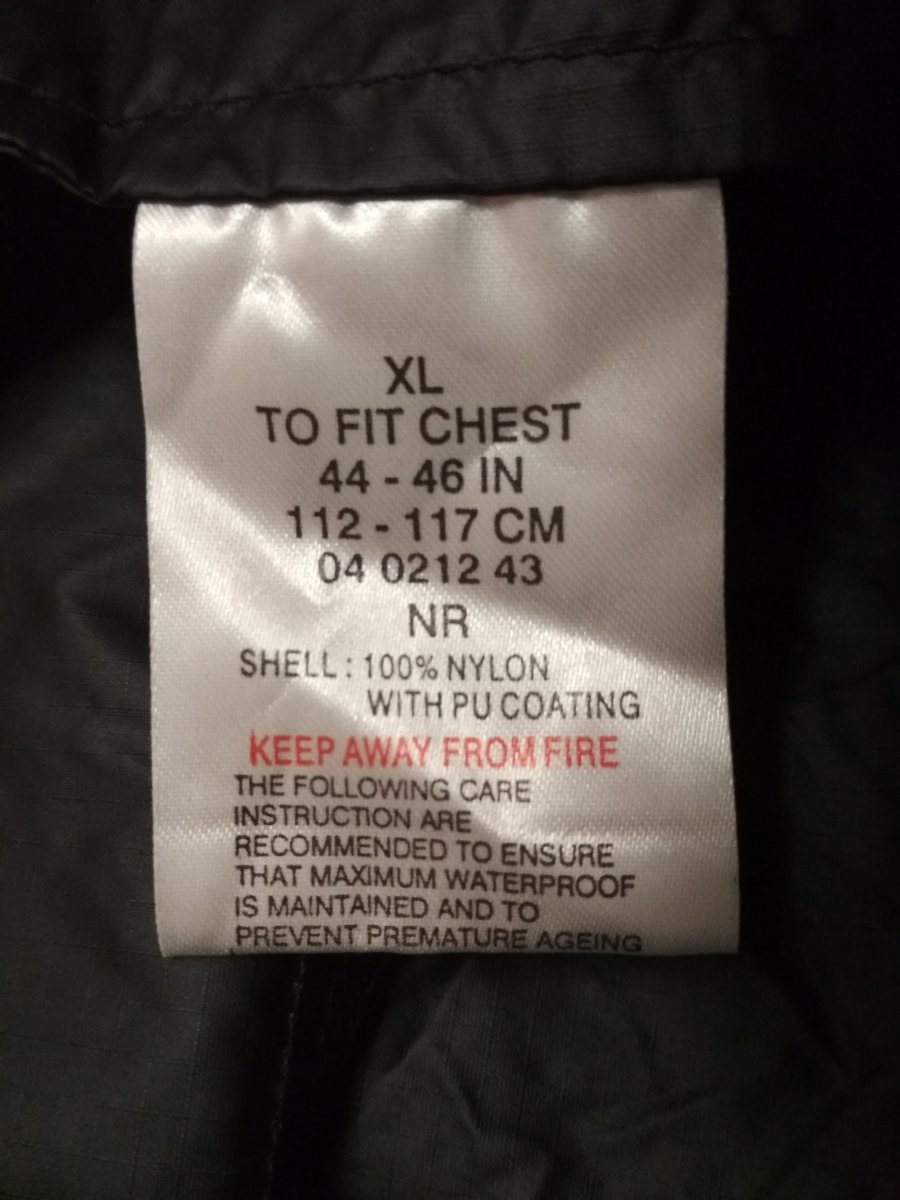 XL
TO FIT CHEST
44 - 46 IN
112 - 117 CM
04 0212 43
NR
SHELL : 100% NYLON
WITH PU COATING
KEEP AWAY FROM FIRE
THE FOLLOWING CARE
INSTRUCTION ARE
RECOMMENDED TO ENSURE
THAT MAXIMUM WATERPROOF
IS MAINTAINED AND TO
PREVENT PREMATURE AGEING